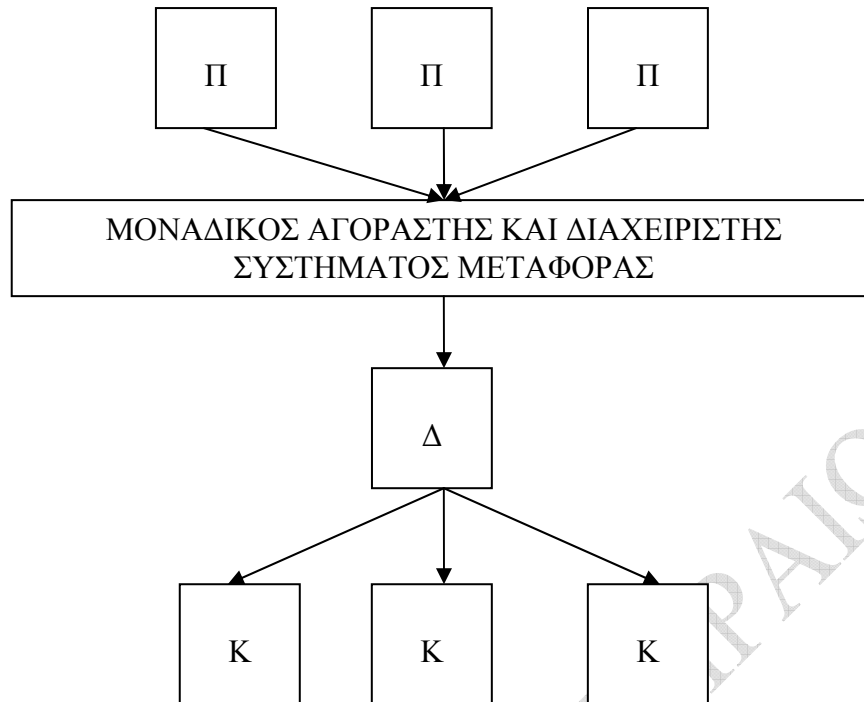 Π Π Π
ΜΟΝΑΔΙΚΟΣ ΑΓΟΡΑΣΤΗΣ ΚΑΙ ΔΙΑΧΕΙΡΙΣΤΗΣ
ΣΥΣΤΗΜΑΤΟΣ ΜΕΤΑΦΟΡΑΣ
Δ
Κ Κ Κ